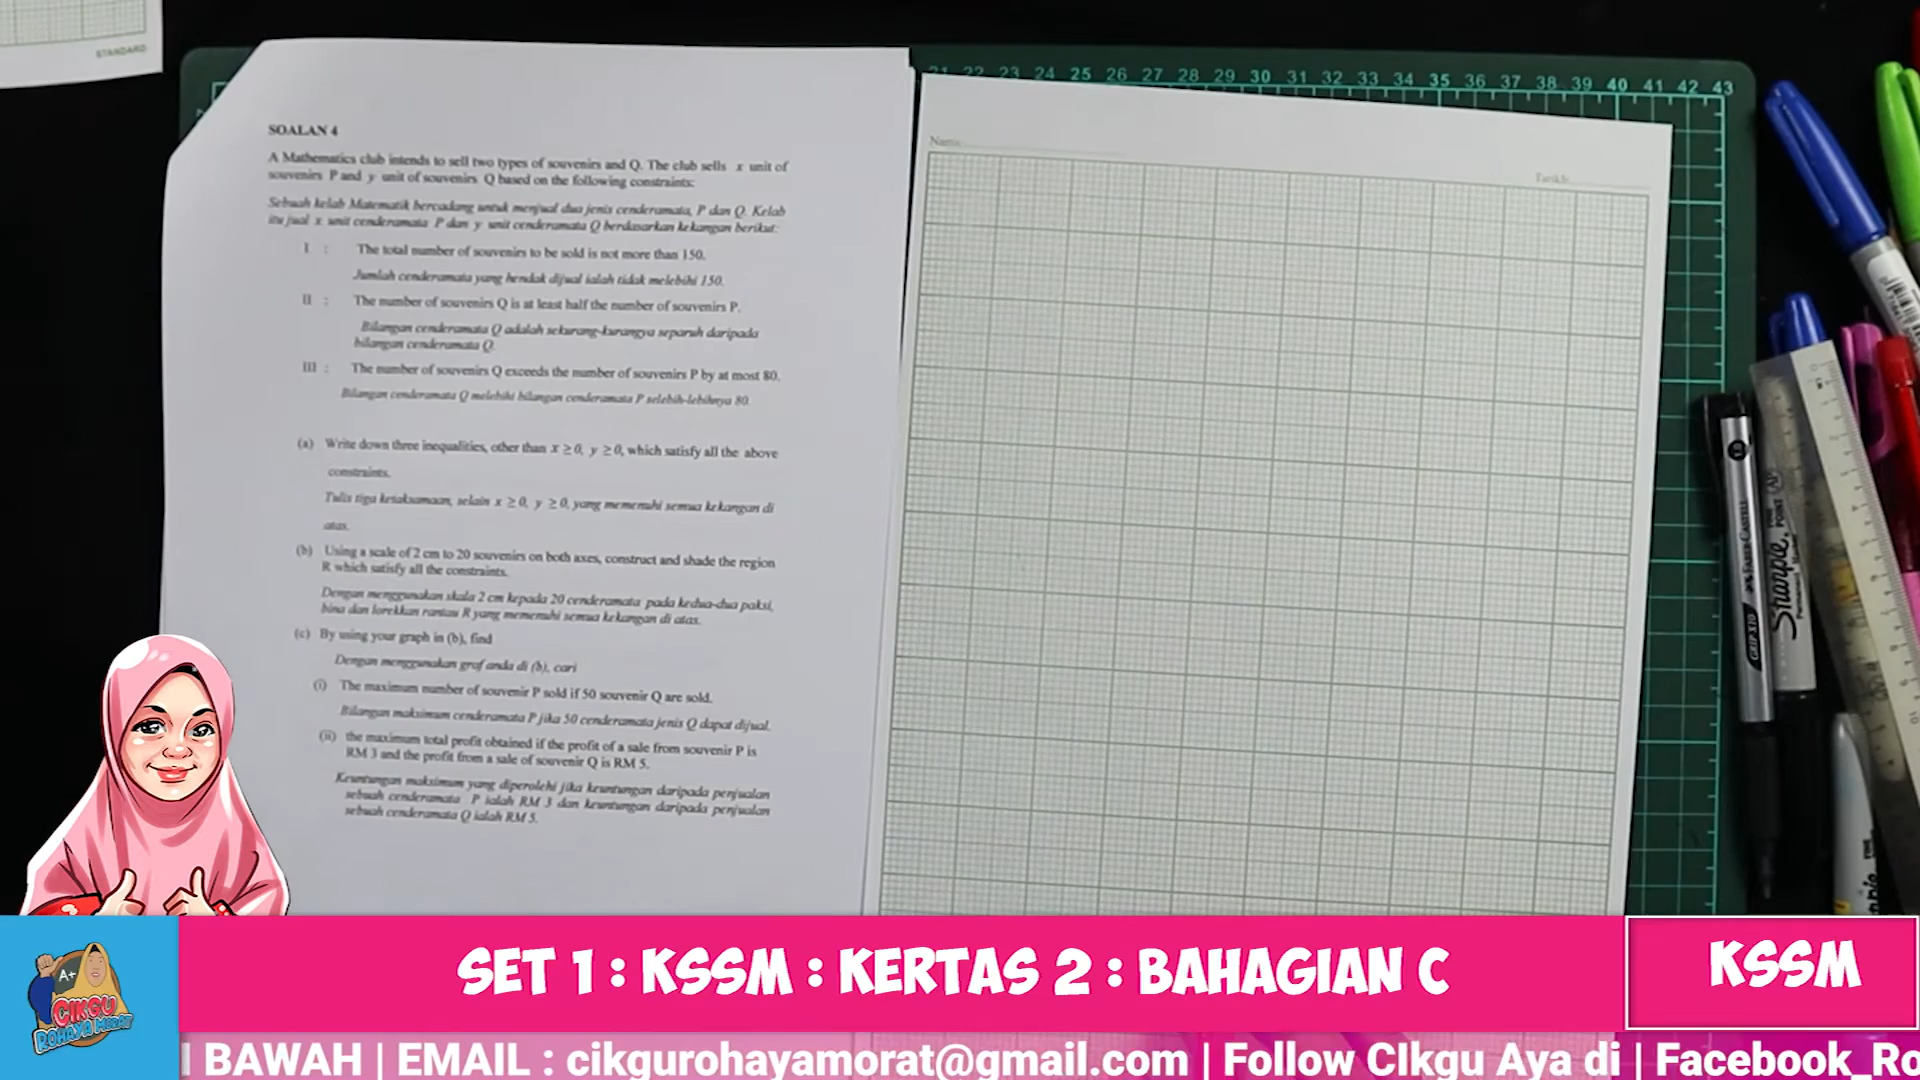 STANDARD
21 22 23 24 25 26 27 28 29 30 31 32 33 34 35 36 37 38 39 40 41 42 43
Nama:
Tarikh:
SOALAN 4
A Mathematics club intends to sell two types of souvenirs and Q. The club sells x unit of
souvenirs P and y unit of souvenirs Q based on the following constraints:
Sebuah kelab Matematik bercadang untuk menjual dua jenis cenderamata, P dan Q. Kelab
itu jual x unit cenderamata P dan y unit cenderamata Q berdasarkan kekangan berikut:
I : The total number of souvenirs to be sold is not more than 150.
Jumlah cenderamata yang hendak dijual ialah tidak melebihi 150.
II : The number of souvenirs Q is at least half the number of souvenirs P.
Bilangan cenderamata Q adalah sekurang-kurangya separuh daripada
bilangan cenderamata Q.
III : The number of souvenirs Q exceeds the number of souvenirs P by at most 80.
Bilangan cenderamata Q melebihi bilangan cenderamata P selebih-lebihnya 80.
(a) Write down three inequalities, other than x ≥ 0, y ≥ 0, which satisfy all the above
constraints.
Tulis tiga ketaksamaan, selain x ≥ 0, y ≥ 0, yang memenuhi semua kekangan di
atas.
(b) Using a scale of 2 cm to 20 souvenirs on both axes, construct and shade the region
R which satisfy all the constraints.
Dengan menggunakan skala 2 cm kepada 20 cenderamata pada kedua-dua paksi,
bina dan lorekkan rantau R yang memenuhi semua kekangan di atas.
(c) By using your graph in (b), find
Dengan menggunakan graf anda di (b), cari
(i) The maximum number of souvenir P sold if 50 souvenir Q are sold.
Bilangan maksimum cenderamata P jika 50 cenderamata jenis Q dapat dijual.
(ii) the maximum total profit obtained if the profit of a sale from souvenir P is
RM 3 and the profit from a sale of souvenir Q is RM 5.
Keuntungan maksimum yang diperolehi jika keuntungan daripada penjualan
sebuah cenderamata P ialah RM 3 dan keuntungan daripada penjualan
sebuah cenderamata Q ialah RM 5.
GRIP X10 FABER-CASTELL
Sharpie.
FINE POINT
A+
CIKGU
ROHAYA MORAT
SET 1 : KSSM : KERTAS 2 : BAHAGIAN C
KSSM
I BAWAH | EMAIL : cikgurohayamorat@gmail.com | Follow CIkgu Aya di | Facebook_Ro